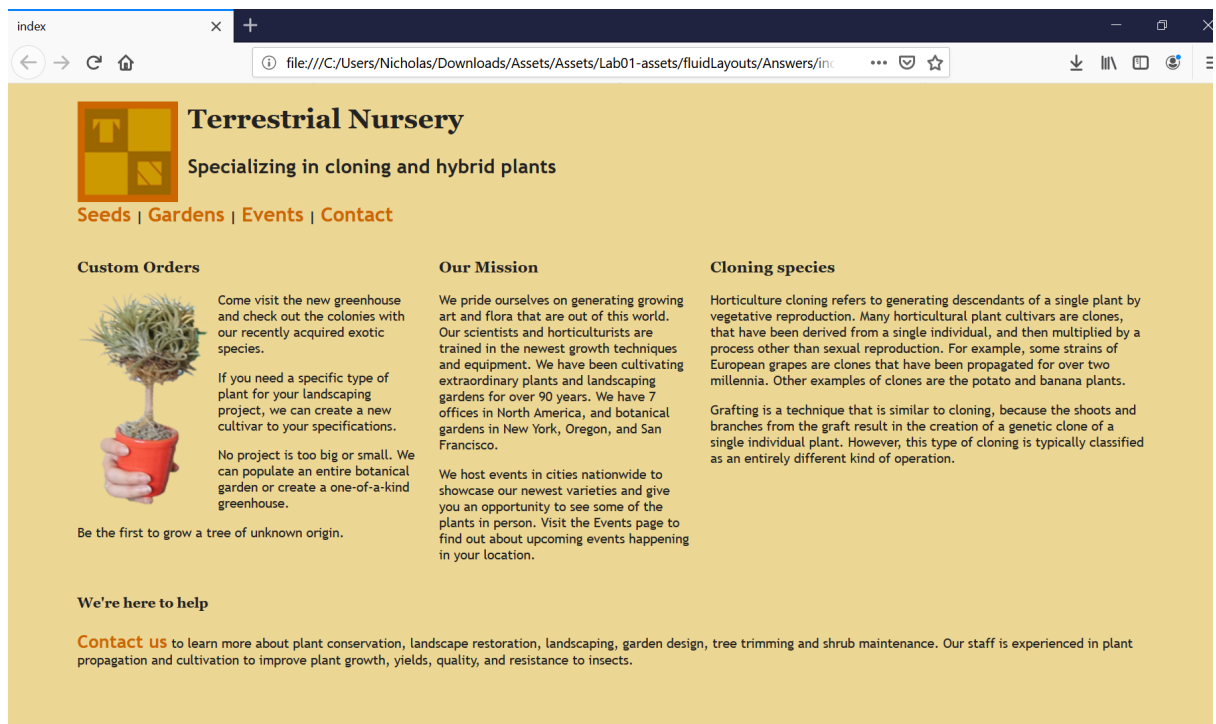 index
file:///C:/Users/Nicholas/Downloads/Assets/Assets/Lab01-assets/fluidLayouts/Answers/in
T
N
Terrestrial Nursery
Specializing in cloning and hybrid plants
Seeds | Gardens | Events | Contact
Custom Orders
Come visit the new greenhouse
and check out the colonies with
our recently acquired exotic
species.
If you need a specific type of
plant for your landscaping
project, we can create a new
cultivar to your specifications.
No project is too big or small. We
can populate an entire botanical
garden or create a one-of-a-kind
greenhouse.
Be the first to grow a tree of unknown origin.
Our Mission
We pride ourselves on generating growing
art and flora that are out of this world.
Our scientists and horticulturists are
trained in the newest growth techniques
and equipment. We have been cultivating
extraordinary plants and landscaping
gardens for over 90 years. We have 7
offices in North America, and botanical
gardens in New York, Oregon, and San
Francisco.
We host events in cities nationwide to
showcase our newest varieties and give
you an opportunity to see some of the
plants in person. Visit the Events page to
find out about upcoming events happening
in your location.
Cloning species
Horticulture cloning refers to generating descendants of a single plant by
vegetative reproduction. Many horticultural plant cultivars are clones,
that have been derived from a single individual, and then multiplied by a
process other than sexual reproduction. For example, some strains of
European grapes are clones that have been propagated for over two
millennia. Other examples of clones are the potato and banana plants.
Grafting is a technique that is similar to cloning, because the shoots and
branches from the graft result in the creation of a genetic clone of a
single individual plant. However, this type of cloning is typically classified
as an entirely different kind of operation.
We're here to help
Contact us to learn more about plant conservation, landscape restoration, landscaping, garden design, tree trimming and shrub maintenance. Our staff is experienced in plant
propagation and cultivation to improve plant growth, yields, quality, and resistance to insects.